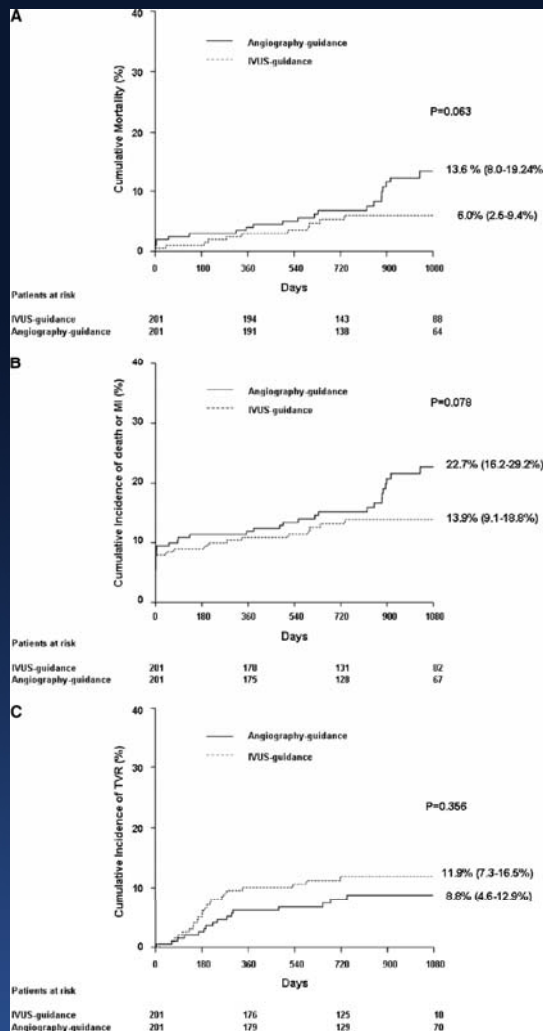 A
Cumulative Mortality (%)
40
30
20
10
0
Angiography-guidance
IVUS-guidance
P=0.063
13.6 % (8.0-19.24%
6.0% (2.6-9.4%)
0 180 360 540 720 900 1080
Days
Patients at risk
IVUS-guidance 201 194 143 88
Angiography-guidance 201 191 138 64
B
Cumulative Incidence of death or MI (%)
40
30
20
10
0
Angiography-guidance
IVUS-guidance
P=0.078
22.7% (16.2-29.2%)
13.9% (9.1-18.8%)
0 180 360 540 720 900 1080
Days
Patients at risk
IVUS-guidance 201 178 131 82
Angiography-guidance 201 175 128 67
C
Cumulative Incidence of TVR (%)
40
30
20
10
0
Angiography-guidance
IVUS-guidance
P=0.356
11.9% (7.3-16.5%)
8.8% (4.6-12.9%)
0 180 360 540 720 900 1080
Days
Patients at risk
IVUS-guidance 201 176 125 18
Angiography-guidance 201 179 129 70